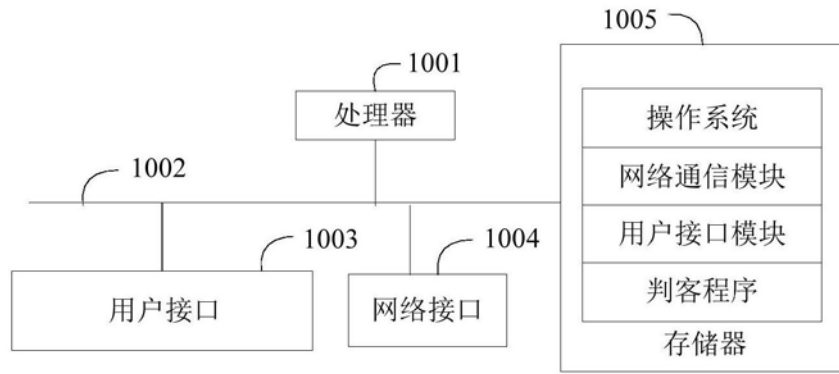 1005
1001
处理器
操作系统
网络通信模块
1002
用户接口模块
1003
1004
判客程序
用户接口
网络接口
存储器